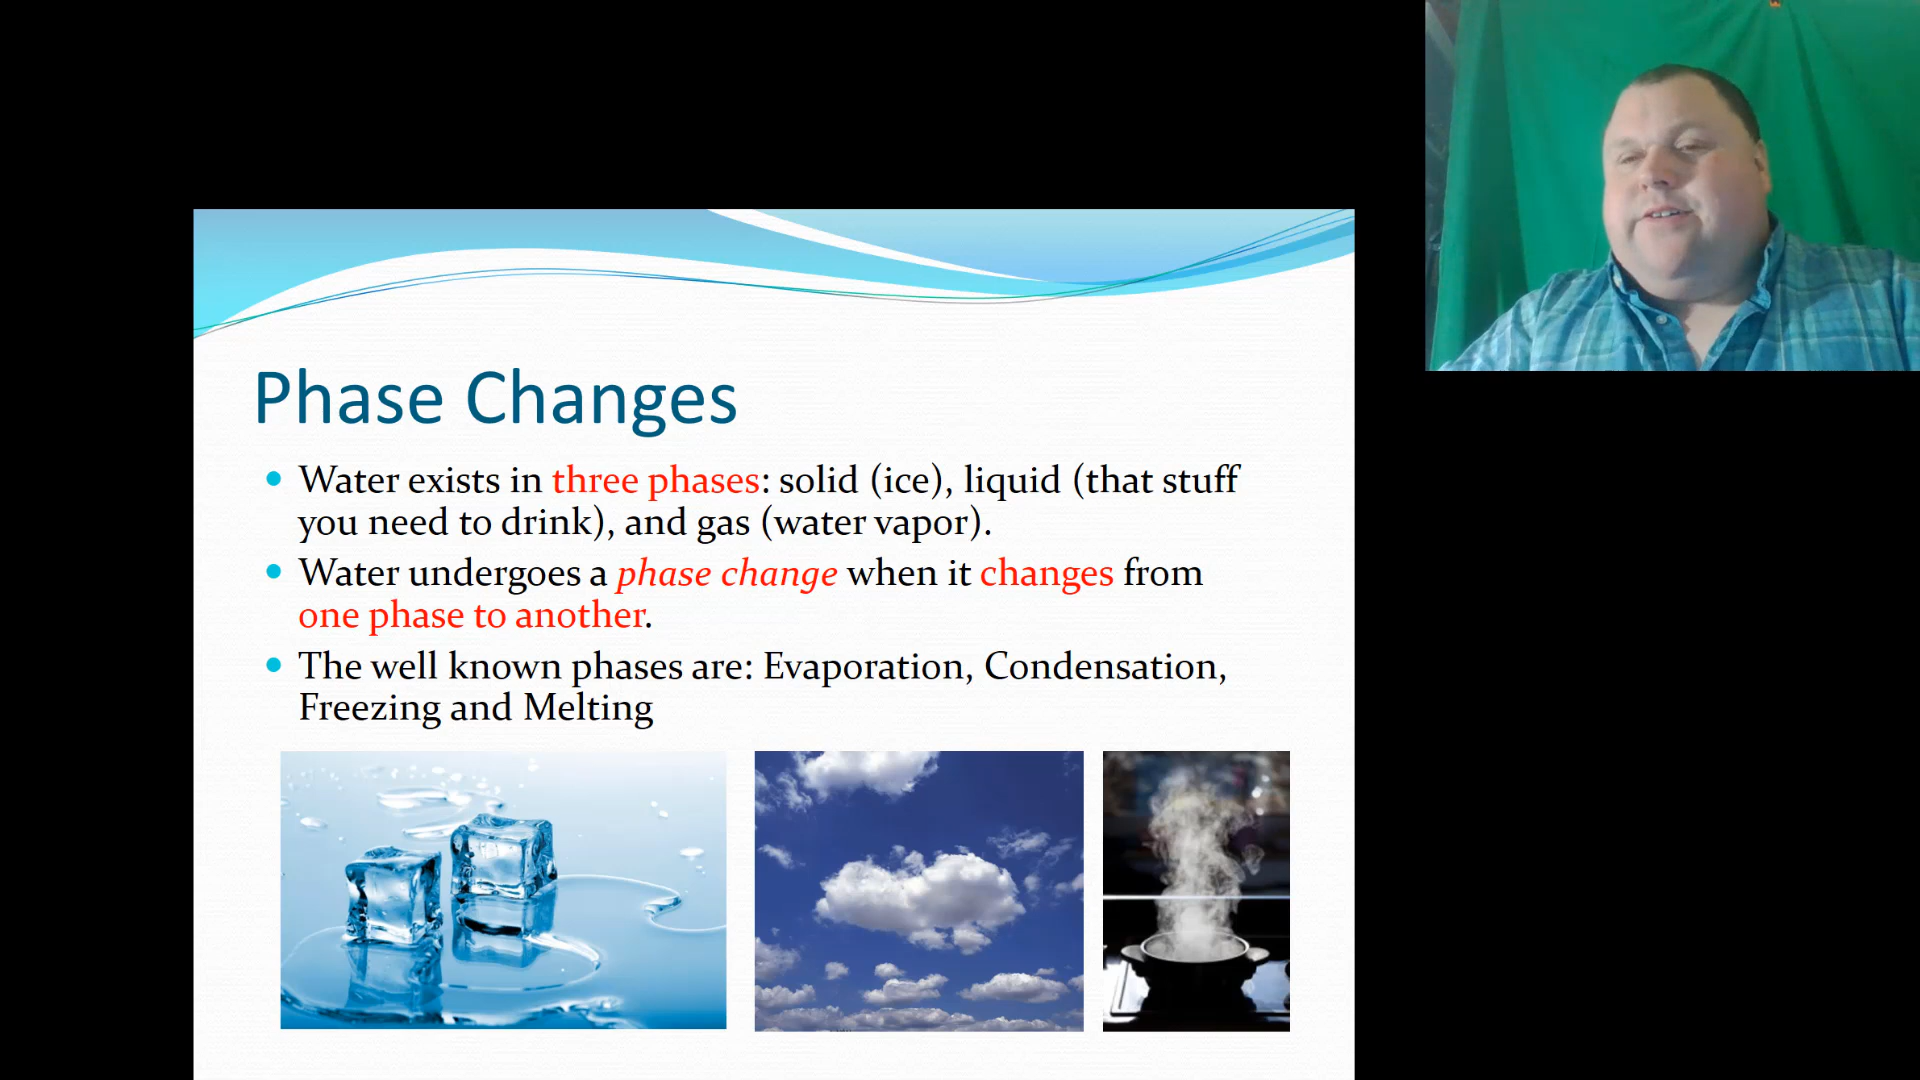 Phase Changes
Water exists in three phases: solid (ice), liquid (that stuff
you need to drink), and gas (water vapor).
Water undergoes a phase change when it changes from
one phase to another.
The well known phases are: Evaporation, Condensation,
Freezing and Melting